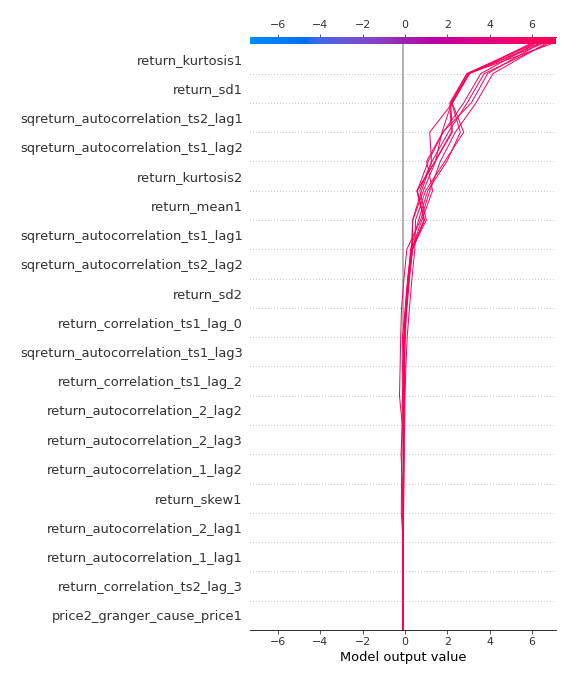 −6 −4 −2 0 2 4 6
return_kurtosis1
return_sd1
sqreturn_autocorrelation_ts2_lag1
sqreturn_autocorrelation_ts1_lag2
return_kurtosis2
return_mean1
sqreturn_autocorrelation_ts1_lag1
sqreturn_autocorrelation_ts2_lag2
return_sd2
return_correlation_ts1_lag_0
sqreturn_autocorrelation_ts1_lag3
return_correlation_ts1_lag_2
return_autocorrelation_2_lag2
return_autocorrelation_2_lag3
return_autocorrelation_1_lag2
return_skew1
return_autocorrelation_2_lag1
return_autocorrelation_1_lag1
return_correlation_ts2_lag_3
price2_granger_cause_price1
−6 −4 −2 0 2 4 6
Model output value